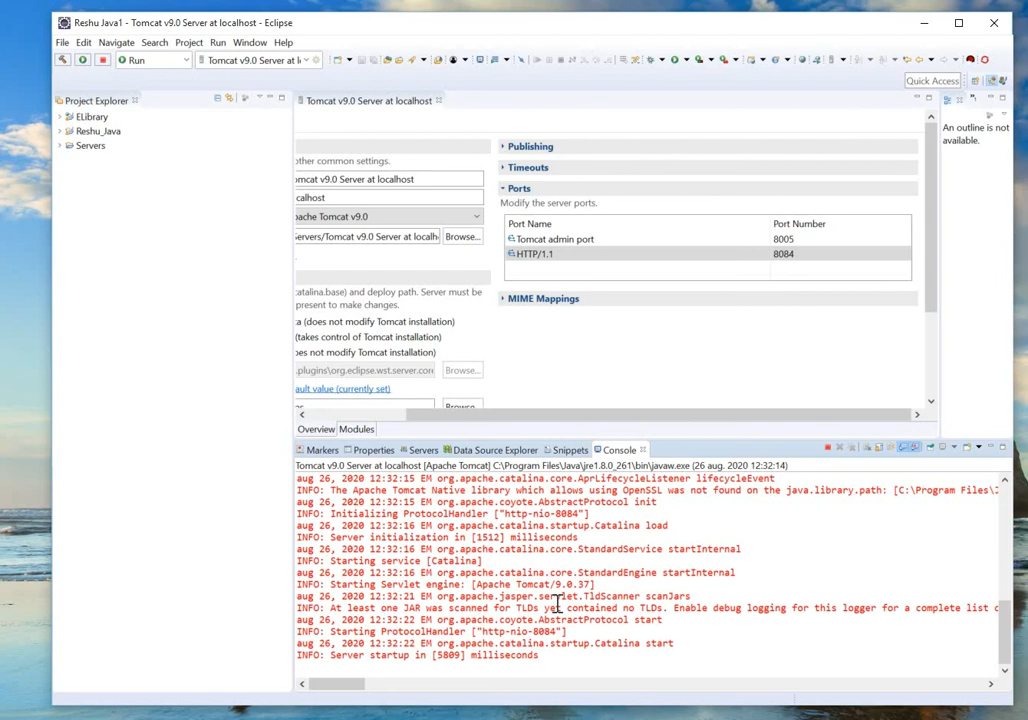 Reshu Java1 - Tomcat v9.0 Server at localhost - Eclipse
File Edit Navigate Search Project Run Window Help
Run Tomcat v9.0 Server at localhost
Quick Access
Project Explorer
ELibrary
Reshu_Java
Servers
Tomcat v9.0 Server at localhost
other common settings.
omcat v9.0 Server at localhost
calhost
pache Tomcat v9.0
Servers/Tomcat v9.0 Server at localh Browse...
catalina.base) and deploy path. Server must be
present to make changes.
ta (does not modify Tomcat installation)
(takes control of Tomcat installation)
oes not modify Tomcat installation)
.plugins\org.eclipse.wst.server.core Browse...
ault value (currently set)
Browse...
Publishing
Timeouts
Ports
Modify the server ports.
Port Name Port Number
Tomcat admin port 8005
HTTP/1.1 8084
MIME Mappings
An outline is not
available.
Overview Modules
Markers Properties Servers Data Source Explorer Snippets Console
Tomcat v9.0 Server at localhost [Apache Tomcat] C:\Program Files\Java\jre1.8.0_261\bin\javaw.exe (26 aug. 2020 12:32:14)
aug 26, 2020 12:32:15 EM org.apache.catalina.core.AprLifecycleListener lifecycleEvent
INFO: The Apache Tomcat Native library which allows using OpenSSL was not found on the java.library.path: [C:\Program Files\J
aug 26, 2020 12:32:15 EM org.apache.coyote.AbstractProtocol init
INFO: Initializing ProtocolHandler ["http-nio-8084"]
aug 26, 2020 12:32:16 EM org.apache.catalina.startup.Catalina load
INFO: Server initialization in [1512] milliseconds
aug 26, 2020 12:32:16 EM org.apache.catalina.core.StandardService startInternal
INFO: Starting service [Catalina]
aug 26, 2020 12:32:16 EM org.apache.catalina.core.StandardEngine startInternal
INFO: Starting Servlet engine: [Apache Tomcat/9.0.37]
aug 26, 2020 12:32:21 EM org.apache.jasper.servlet.TldScanner scanJars
INFO: At least one JAR was scanned for TLDs yet contained no TLDs. Enable debug logging for this logger for a complete list o
aug 26, 2020 12:32:22 EM org.apache.coyote.AbstractProtocol start
INFO: Starting ProtocolHandler ["http-nio-8084"]
aug 26, 2020 12:32:22 EM org.apache.catalina.startup.Catalina start
INFO: Server startup in [5809] milliseconds